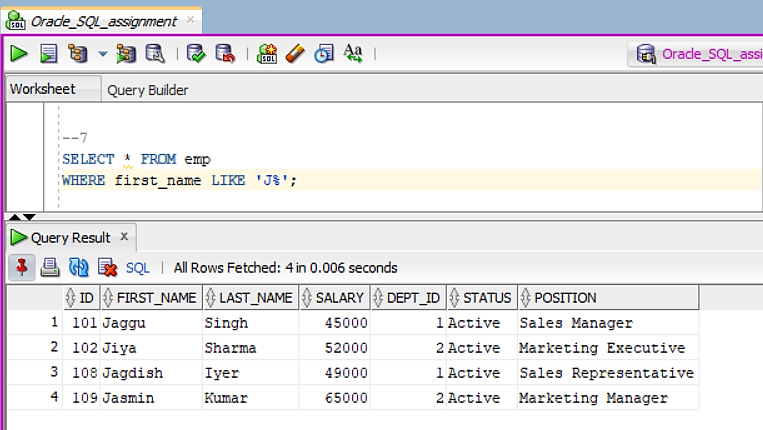 Oracle_SQL_assignment
Oracle_SQL_assi
Worksheet Query Builder
--7
SELECT * FROM emp
WHERE first_name LIKE 'J%';
Query Result
SQL All Rows Fetched: 4 in 0.006 seconds
ID FIRST_NAME LAST_NAME SALARY DEPT_ID STATUS POSITION
1 101 Jaggu Singh 45000 1 Active Sales Manager
2 102 Jiya Sharma 52000 2 Active Marketing Executive
3 108 Jagdish Iyer 49000 1 Active Sales Representative
4 109 Jasmin Kumar 65000 2 Active Marketing Manager